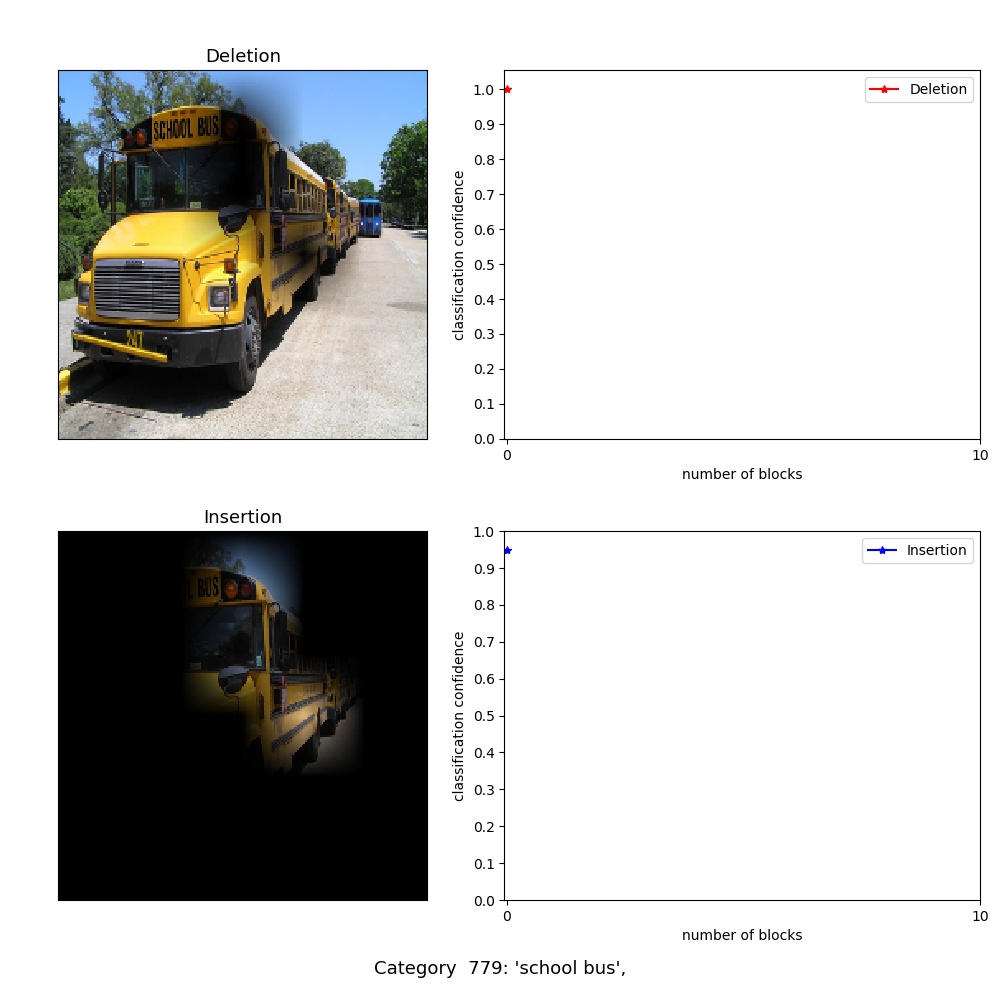 Deletion
SCHOOL BUS
1.0
0.9
0.8
0.7
0.6
0.5
0.4
0.3
0.2
0.1
0.0
classification confidence
Deletion
0
10
number of blocks
Insertion
L BUS
1.0
0.9
0.8
0.7
0.6
0.5
0.4
0.3
0.2
0.1
0.0
classification confidence
Insertion
0
10
number of blocks
Category 779: 'school bus',